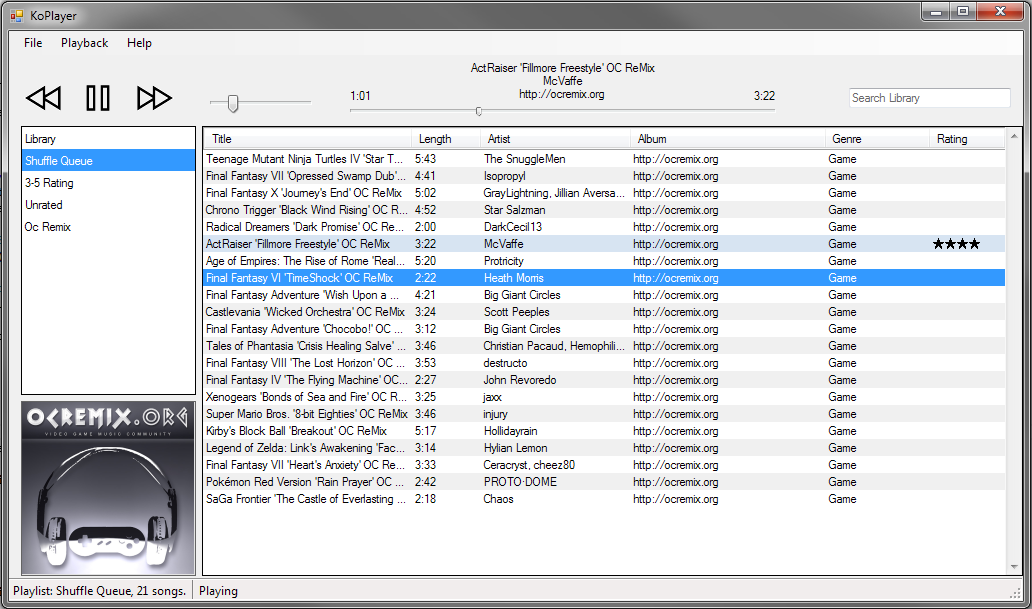 KoPlayer
File Playback Help
ActRaiser 'Fillmore Freestyle' OC ReMix
McVaffe
1:01 http://ocremix.org 3:22
Search Library
Library
Shuffle Queue
3-5 Rating
Unrated
Oc Remix
Title Length Artist Album Genre Rating
Teenage Mutant Ninja Turtles IV 'Star T... 5:43 The SnuggleMen http://ocremix.org Game
Final Fantasy VII 'Opressed Swamp Dub'... 4:41 Isopropyl http://ocremix.org Game
Final Fantasy X 'Journey's End' OC ReMix 5:02 GrayLightning, Jillian Aversa... http://ocremix.org Game
Chrono Trigger 'Black Wind Rising' OC R... 4:52 Star Salzman http://ocremix.org Game
Radical Dreamers 'Dark Promise' OC Re... 2:00 DarkCecil13 http://ocremix.org Game
ActRaiser 'Fillmore Freestyle' OC ReMix 3:22 McVaffe http://ocremix.org Game ★★★★
Age of Empires: The Rise of Rome 'Real... 5:20 Protricity http://ocremix.org Game
Final Fantasy VI 'TimeShock' OC ReMix 2:22 Heath Morris http://ocremix.org Game
Final Fantasy Adventure 'Wish Upon a ... 4:21 Big Giant Circles http://ocremix.org Game
Castlevania 'Wicked Orchestra' OC ReMix 3:24 Scott Peeples http://ocremix.org Game
Final Fantasy Adventure 'Chocobo!' OC ... 3:12 Big Giant Circles http://ocremix.org Game
Tales of Phantasia 'Crisis Healing Salve' ... 3:46 Christian Pacaud, Hemophili... http://ocremix.org Game
Final Fantasy VIII 'The Lost Horizon' OC ... 3:53 destructo http://ocremix.org Game
Final Fantasy IV 'The Flying Machine' OC... 2:27 John Revoredo http://ocremix.org Game
Xenogears 'Bonds of Sea and Fire' OC R... 3:25 jaxx http://ocremix.org Game
Super Mario Bros. '8-bit Eighties' OC ReMix 3:46 injury http://ocremix.org Game
Kirby's Block Ball 'Breakout' OC ReMix 5:17 Hollidayrain http://ocremix.org Game
Legend of Zelda: Link's Awakening 'Fac... 3:14 Hylian Lemon http://ocremix.org Game
Final Fantasy VII 'Heart's Anxiety' OC Re... 3:33 Ceracryst, cheez80 http://ocremix.org Game
Pokémon Red Version 'Rain Prayer' OC ... 2:42 PROTO·DOME http://ocremix.org Game
SaGa Frontier 'The Castle of Everlasting ... 2:18 Chaos http://ocremix.org Game
OCREMIX.ORG
VIDEO GAME MUSIC COMMUNITY
Playlist: Shuffle Queue, 21 songs. Playing